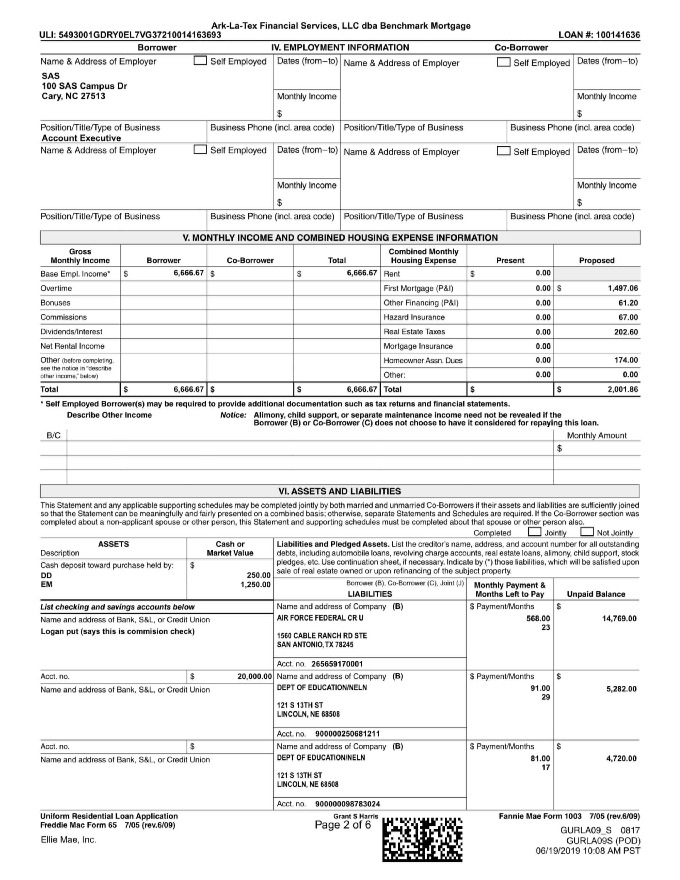 Ark-La-Tex Financial Services, LLC dba Benchmark Mortgage
ULI: 5493001GDRY0EL7VG37210014163693 LOAN #: 100141636
Borrower IV. EMPLOYMENT INFORMATION Co-Borrower
Name & Address of Employer Self Employed Dates (from–to) Name & Address of Employer Self Employed Dates (from–to)
SAS
100 SAS Campus Dr
Cary, NC 27513 Monthly Income Monthly Income
$ $
Position/Title/Type of Business Business Phone (incl. area code) Position/Title/Type of Business Business Phone (incl. area code)
Account Executive
Name & Address of Employer Self Employed Dates (from–to) Name & Address of Employer Self Employed Dates (from–to)
Monthly Income Monthly Income
$ $
Position/Title/Type of Business Business Phone (incl. area code) Position/Title/Type of Business Business Phone (incl. area code)
V. MONTHLY INCOME AND COMBINED HOUSING EXPENSE INFORMATION
Gross Monthly Income Borrower Co-Borrower Total Combined Monthly Housing Expense Present Proposed
Base Empl. Income* $ 6,666.67 $ $ 6,666.67 Rent $ 0.00
Overtime First Mortgage (P&I) 0.00 $ 1,497.06
Bonuses Other Financing (P&I) 0.00 61.20
Commissions Hazard Insurance 0.00 67.00
Dividends/Interest Real Estate Taxes 0.00 202.60
Net Rental Income Mortgage Insurance 0.00
Other (before completing, Homeowner Assn. Dues 0.00 174.00
see the notice in "describe
other income," below) Other: 0.00 0.00
Total $ 6,666.67 $ $ 6,666.67 Total $ $ 2,001.86
* Self Employed Borrower(s) may be required to provide additional documentation such as tax returns and financial statements.
Describe Other Income Notice: Alimony, child support, or separate maintenance income need not be revealed if the
Borrower (B) or Co-Borrower (C) does not choose to have it considered for repaying this loan.
B/C Monthly Amount
$
VI. ASSETS AND LIABILITIES
This Statement and any applicable supporting schedules may be completed jointly by both married and unmarried Co-Borrowers if their assets and liabilities are sufficiently joined
so that the Statement can be meaningfully and fairly presented on a combined basis; otherwise, separate Statements and Schedules are required. If the Co-Borrower section was
completed about a non-applicant spouse or other person, this Statement and supporting schedules must be completed about that spouse or other person also.
Completed Jointly Not Jointly
ASSETS Cash or Market Value
Description
Cash deposit toward purchase held by: $
DD 250.00
EM 1,250.00
Liabilities and Pledged Assets. List the creditor's name, address, and account number for all outstanding
debts, including automobile loans, revolving charge accounts, real estate loans, alimony, child support, stock
pledges, etc. Use continuation sheet, if necessary. Indicate by (*) those liabilities, which will be satisfied upon
sale of real estate owned or upon refinancing of the subject property.
Borrower (B), Co-Borrower (C), Joint (J)
LIABILITIES Monthly Payment & Months Left to Pay Unpaid Balance
List checking and savings accounts below
Name and address of Bank, S&L, or Credit Union
Logan put (says this is commision check)
Name and address of Company (B) $ Payment/Months $
AIR FORCE FEDERAL CR U 568.00 14,769.00
23
1560 CABLE RANCH RD STE
SAN ANTONIO, TX 78245
Acct. no. 265659170001
Acct. no. $ 20,000.00
Name and address of Bank, S&L, or Credit Union
Name and address of Company (B) $ Payment/Months $
DEPT OF EDUCATION/NELN 91.00 5,282.00
29
121 S 13TH ST
LINCOLN, NE 68508
Acct. no. 900000250681211
Acct. no. $
Name and address of Bank, S&L, or Credit Union
Name and address of Company (B) $ Payment/Months $
DEPT OF EDUCATION/NELN 81.00 4,720.00
17
121 S 13TH ST
LINCOLN, NE 68508
Acct. no. 900000098783024
Uniform Residential Loan Application Grant S Harris Fannie Mae Form 1003 7/05 (rev.6/09)
Freddie Mac Form 65 7/05 (rev.6/09) Page 2 of 6
GURLA09_S 0817
Ellie Mae, Inc. GURLA09S (POD)
06/19/2019 10:08 AM PST